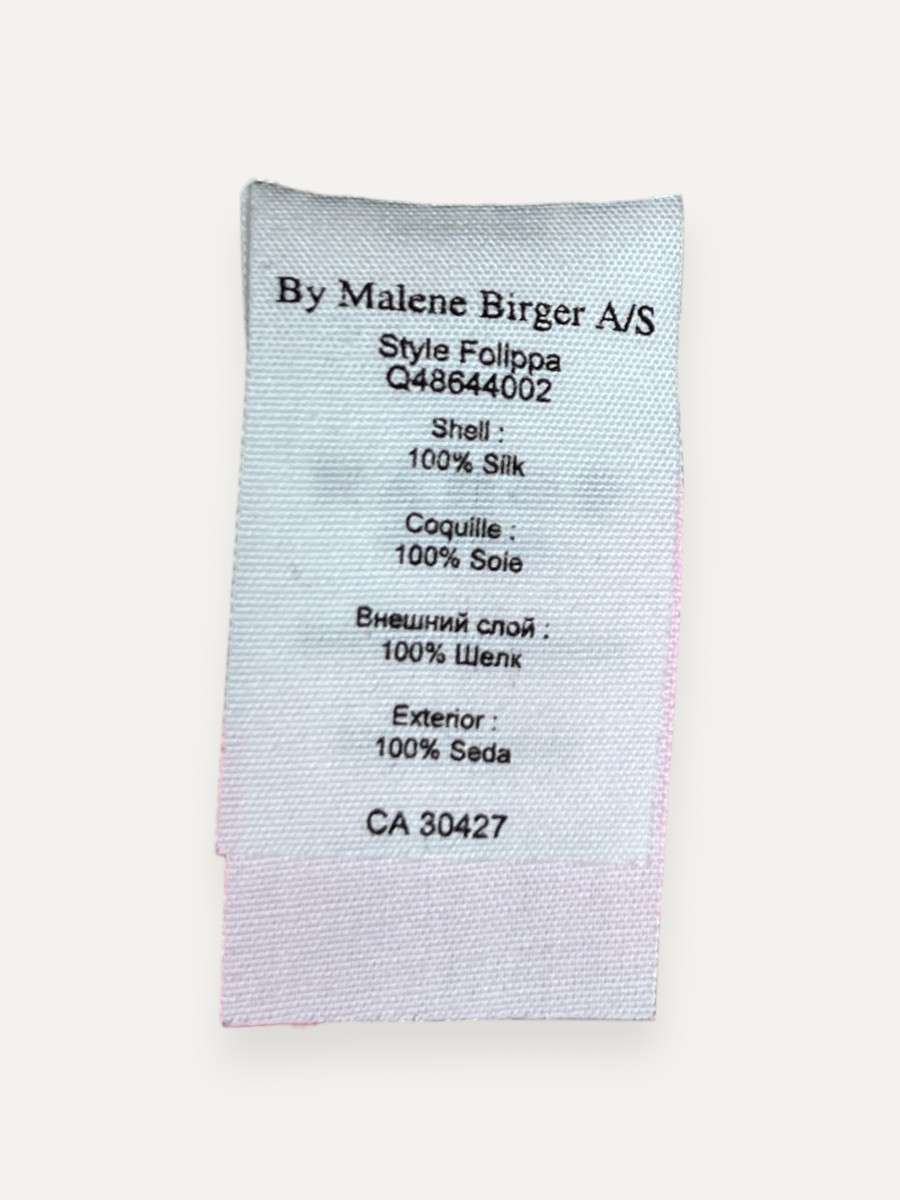 By Malene Birger A/S
Style Folippa
Q48644002
Shell :
100% Silk
Coquille :
100% Soie
Внешний слой :
100% Шелк
Exterior :
100% Seda
CA 30427